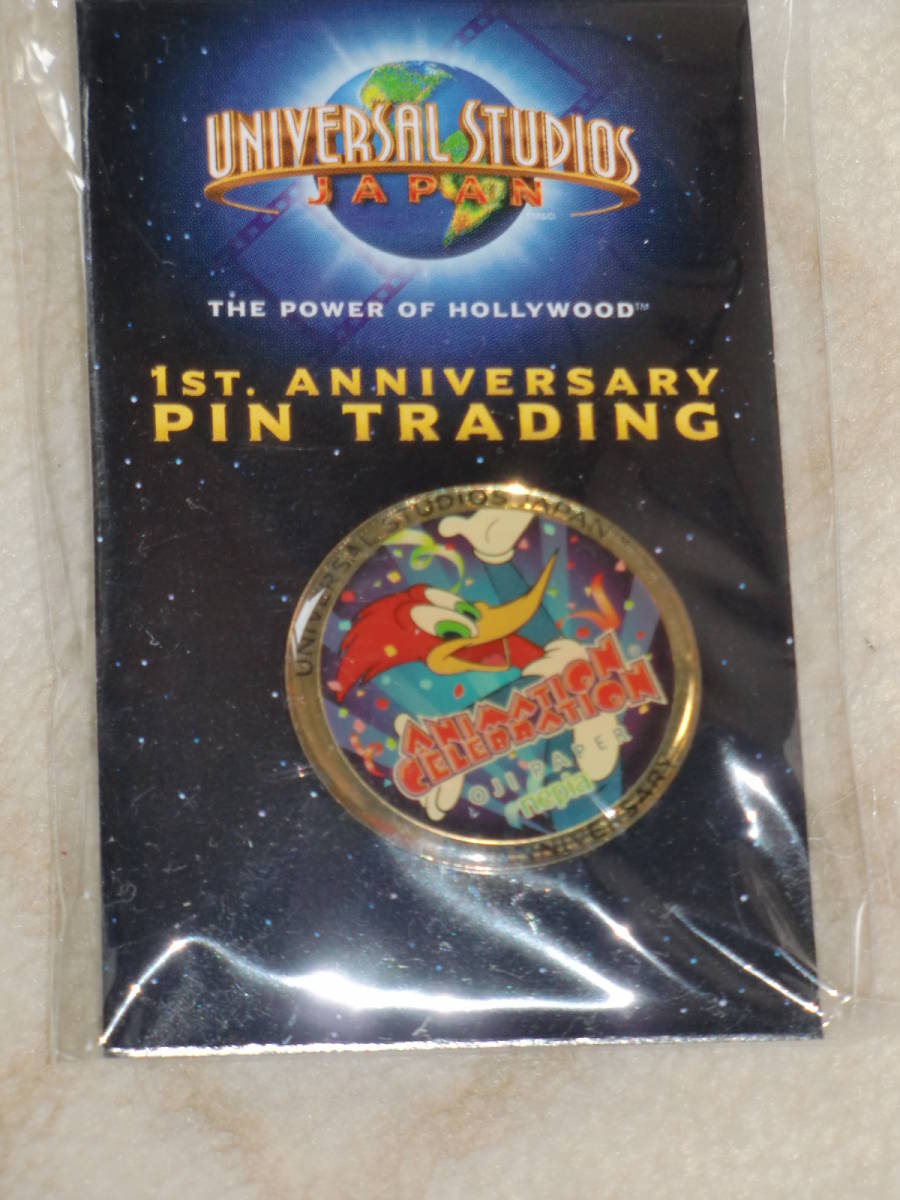 UNIVERSAL STUDIOS
JAPAN
THE POWER OF HOLLYWOOD™
1ST. ANNIVERSARY
PIN TRADING
UNIVERSAL STUDIOS JAPAN
ANIMATION
CELEBRATION
OJI PAPER
nepia